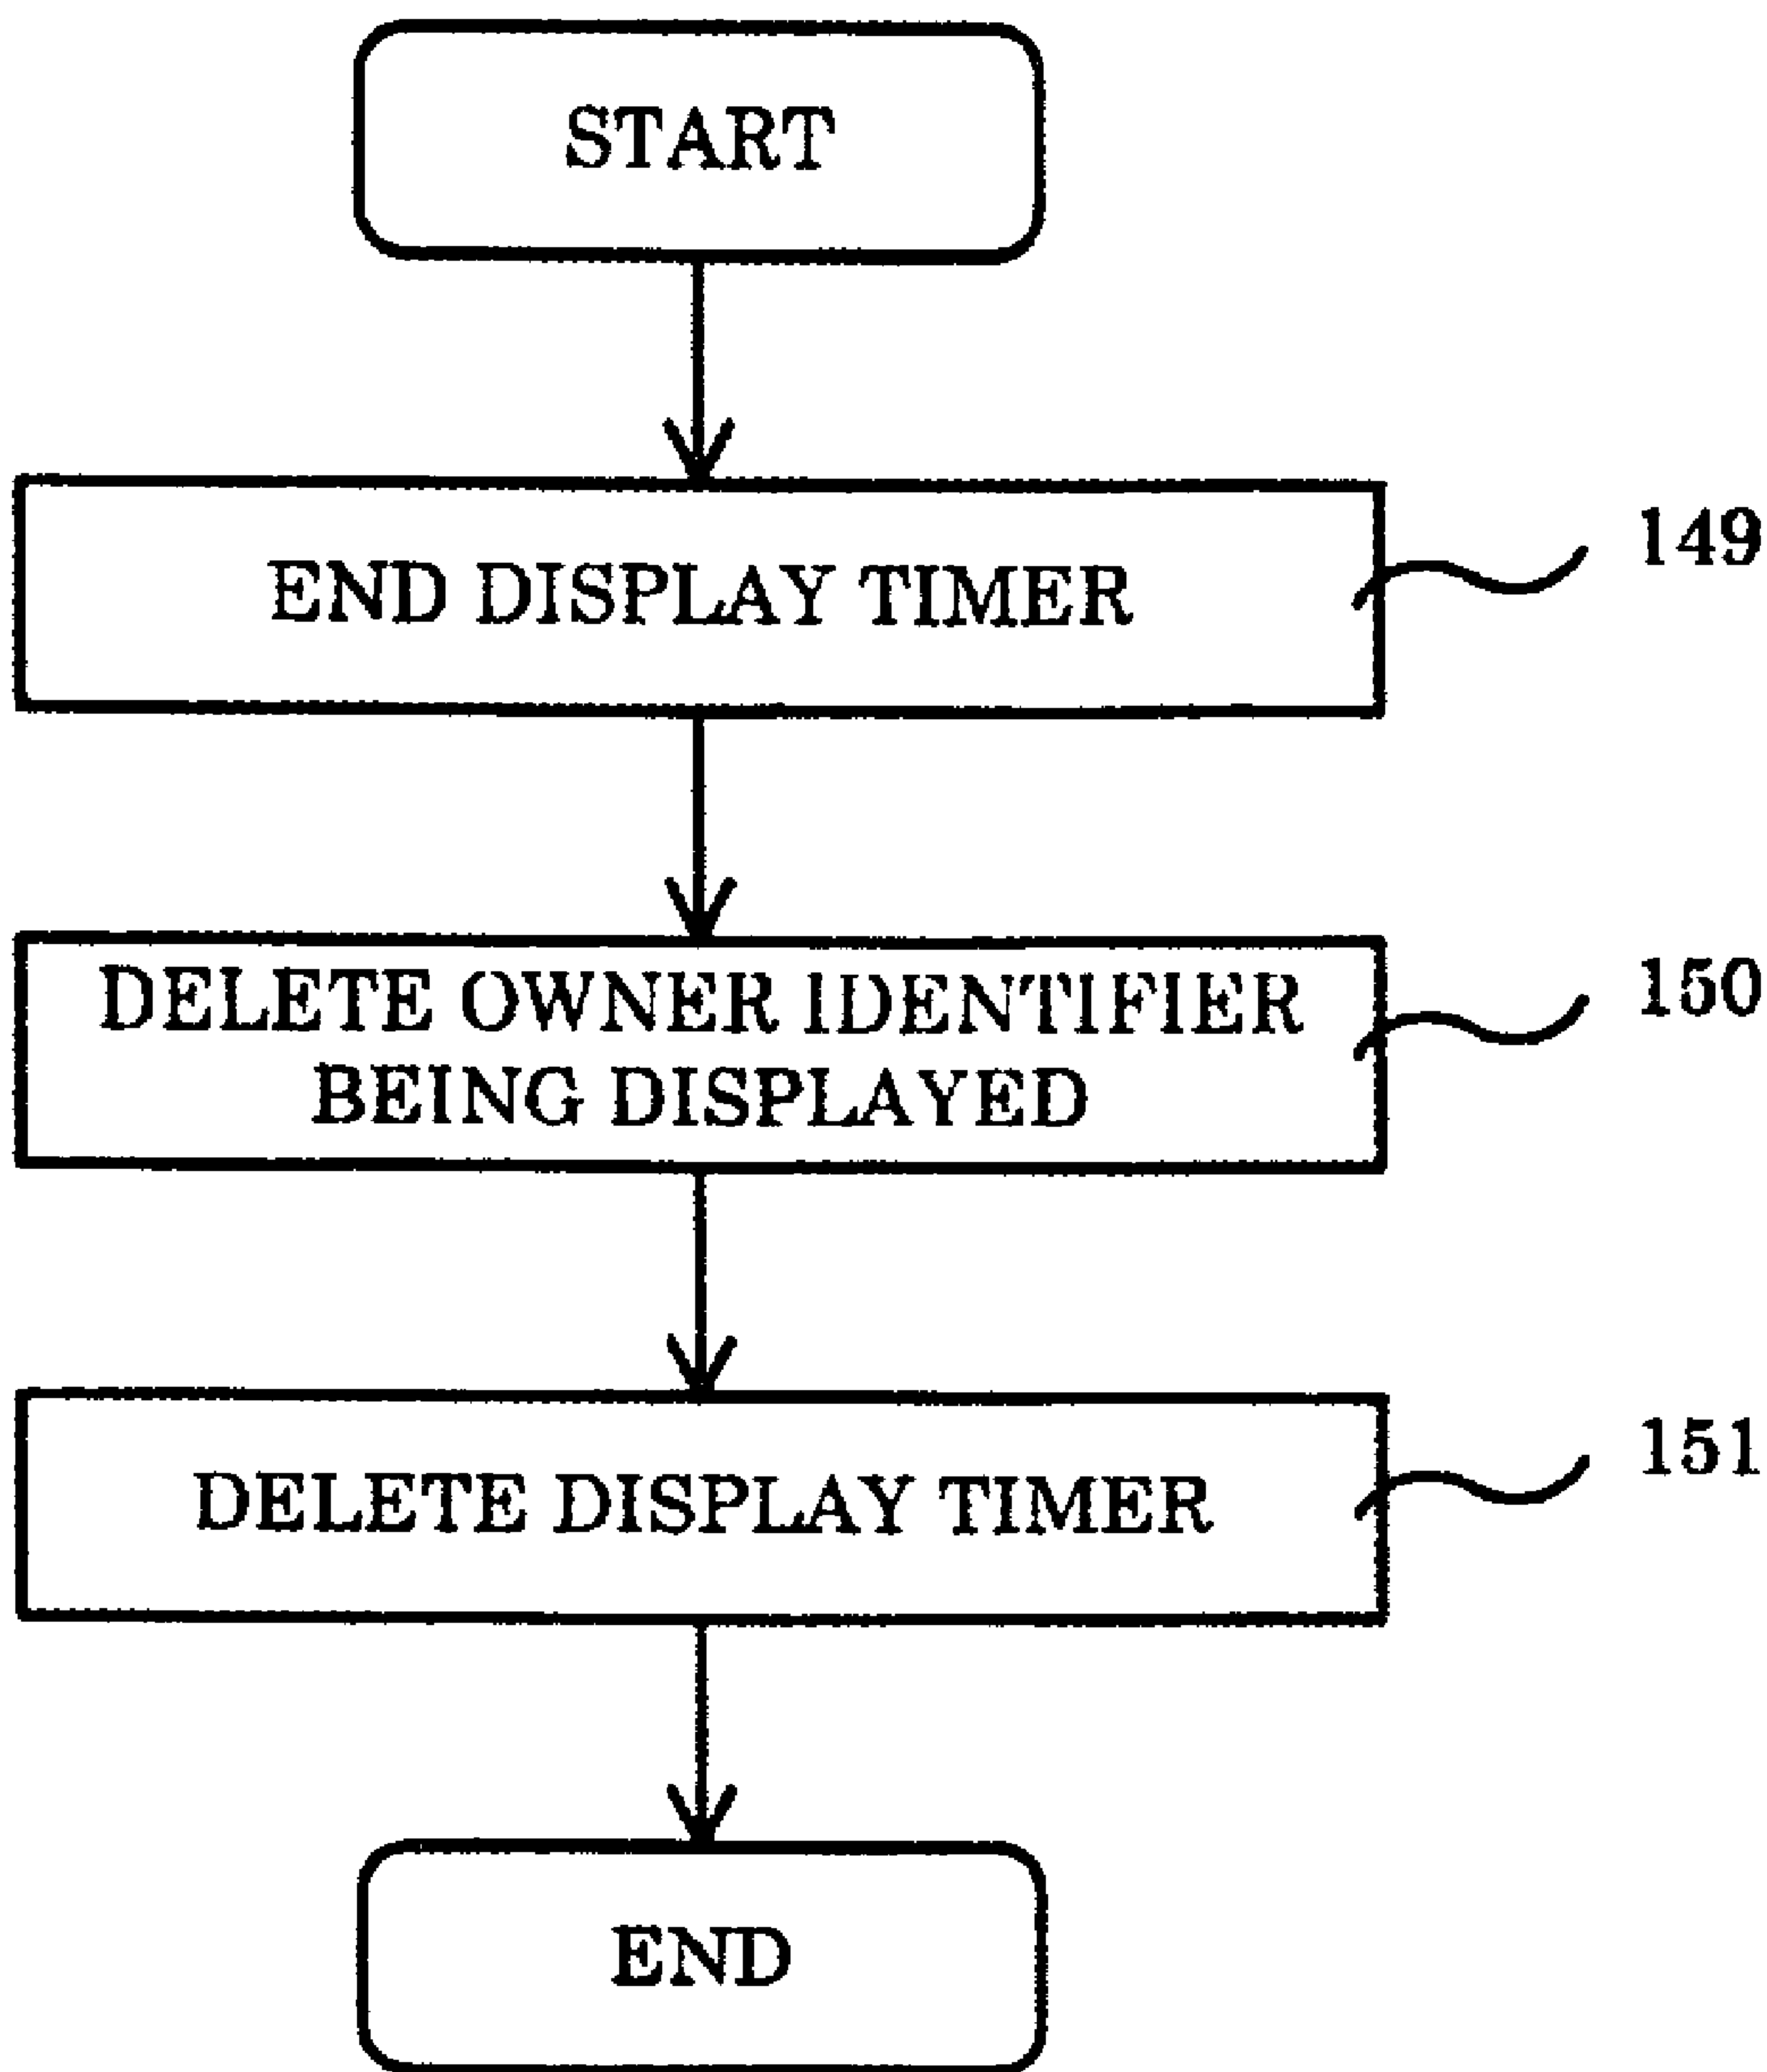 START
END DISPLAY TIMER
149
DELETE OWNER IDENTIFIER
BEING DISPLAYED
150
DELETE DISPLAY TIMER
151
END